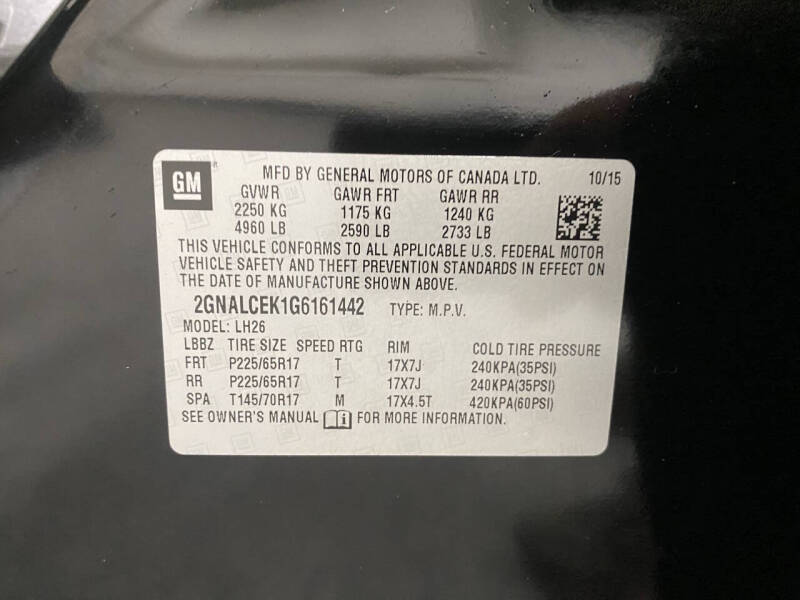 GM MFD BY GENERAL MOTORS OF CANADA LTD. 10/15
GVWR GAWR FRT GAWR RR
2250 KG 1175 KG 1240 KG
4960 LB 2590 LB 2733 LB
THIS VEHICLE CONFORMS TO ALL APPLICABLE U.S. FEDERAL MOTOR
VEHICLE SAFETY AND THEFT PREVENTION STANDARDS IN EFFECT ON
THE DATE OF MANUFACTURE SHOWN ABOVE.
2GNALCEK1G6161442 TYPE: M.P.V.
MODEL: LH26
LBBZ TIRE SIZE SPEED RTG RIM COLD TIRE PRESSURE
FRT P225/65R17 T 17X7J 240KPA(35PSI)
RR P225/65R17 T 17X7J 240KPA(35PSI)
SPA T145/70R17 M 17X4.5T 420KPA(60PSI)
SEE OWNER'S MANUAL FOR MORE INFORMATION.